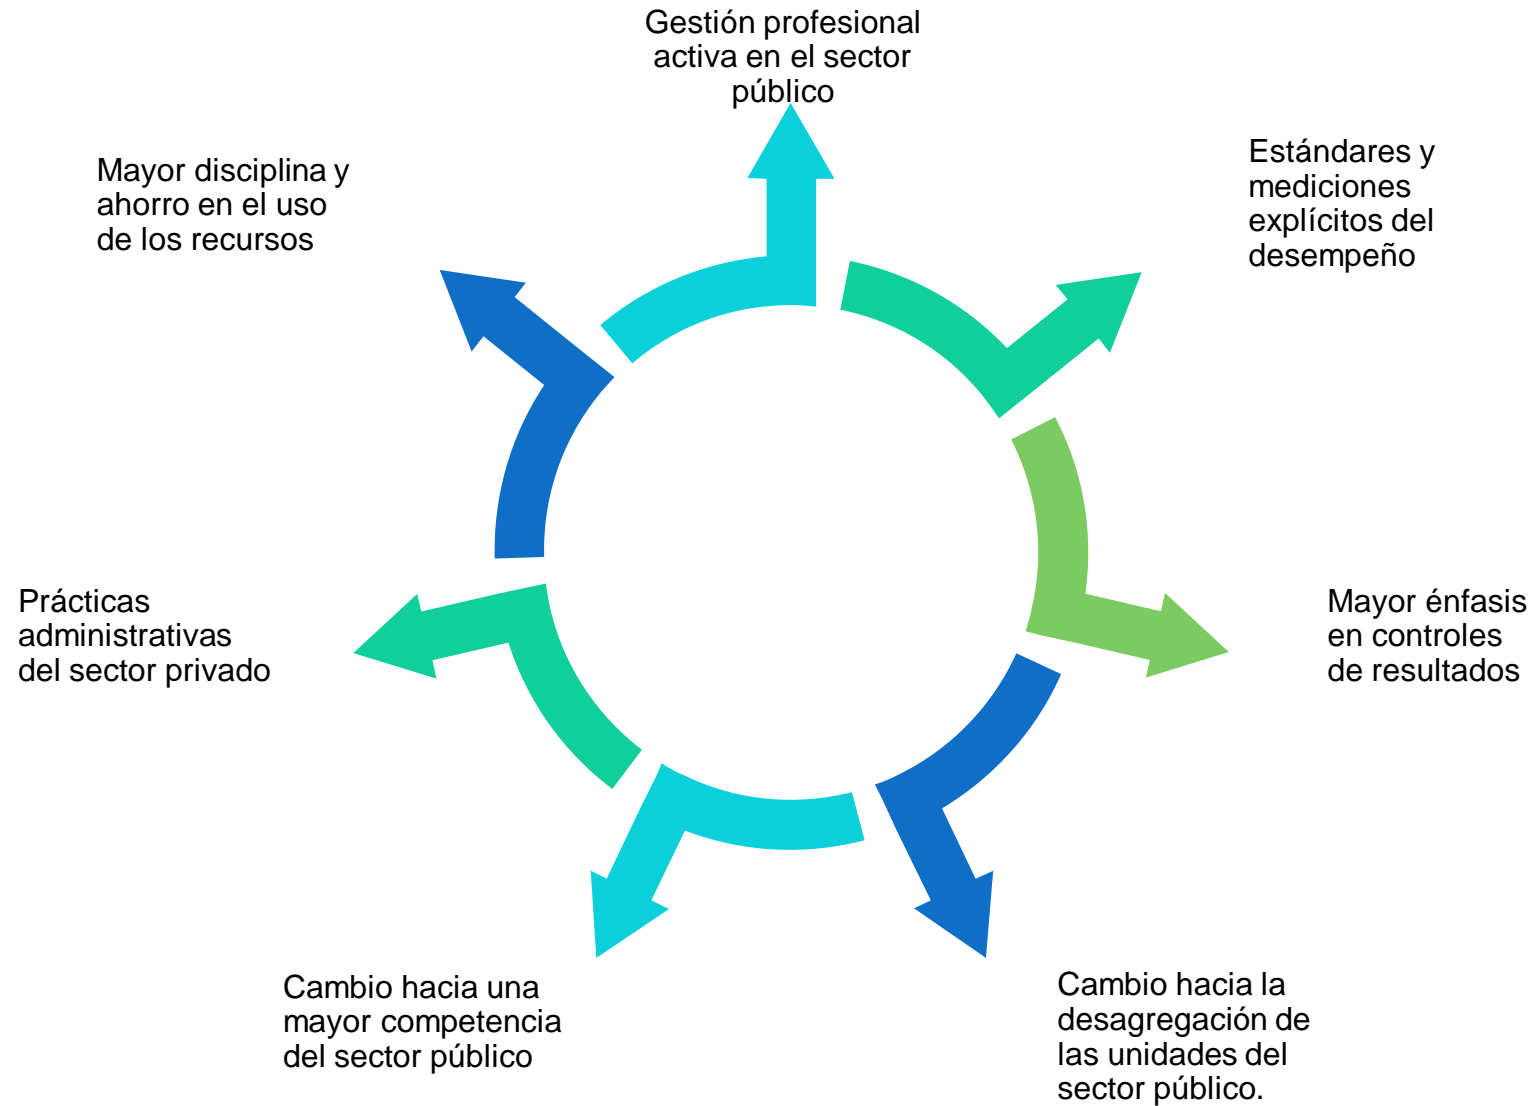 Gestión profesional
activa en el sector
público
Estándares y
mediciones
explícitos del
desempeño
Mayor énfasis
en controles
de resultados
Cambio hacia la
desagregación de
las unidades del
sector público.
Cambio hacia una
mayor competencia
del sector público
Prácticas
administrativas
del sector privado
Mayor disciplina y
ahorro en el uso
de los recursos